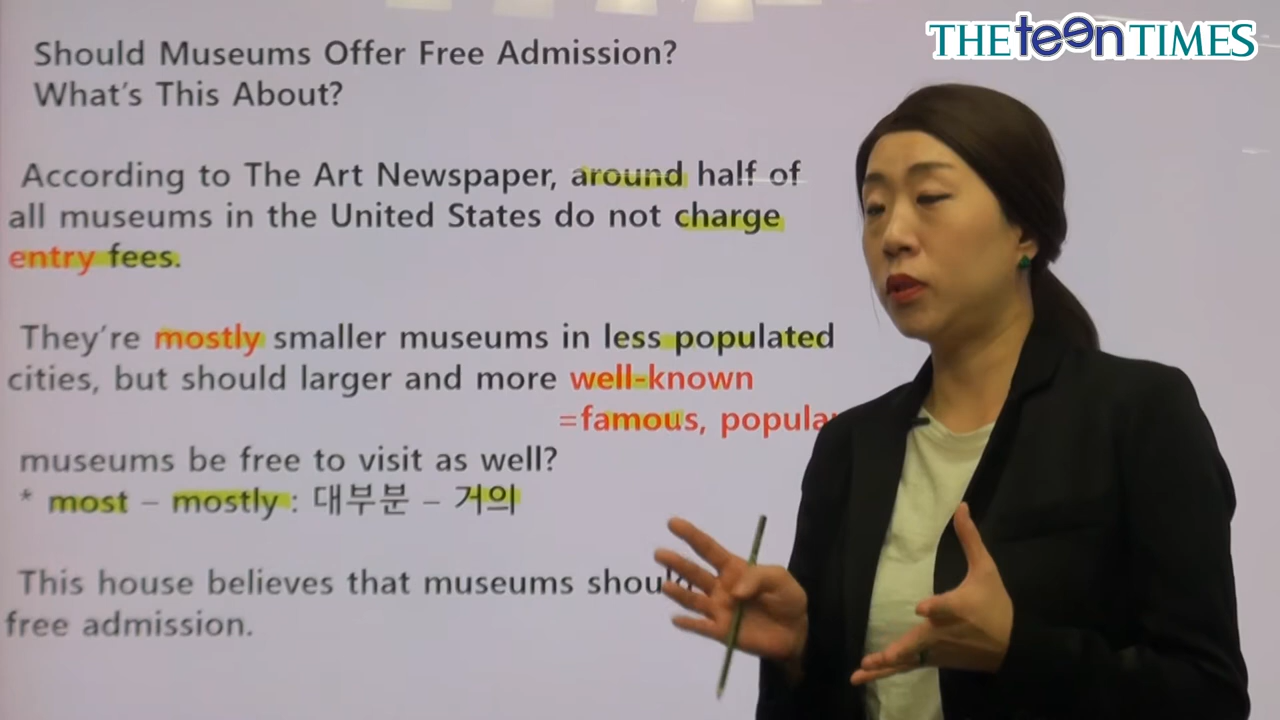 THE teen TIMES
Should Museums Offer Free Admission?
What's This About?
According to The Art Newspaper, around half of
all museums in the United States do not charge
entry fees.
They're mostly smaller museums in less populated
cities, but should larger and more well-known
=famous,
museums be free to visit as well?
* most – mostly : 대부분 – 거의
This house believes that museums
free admission.